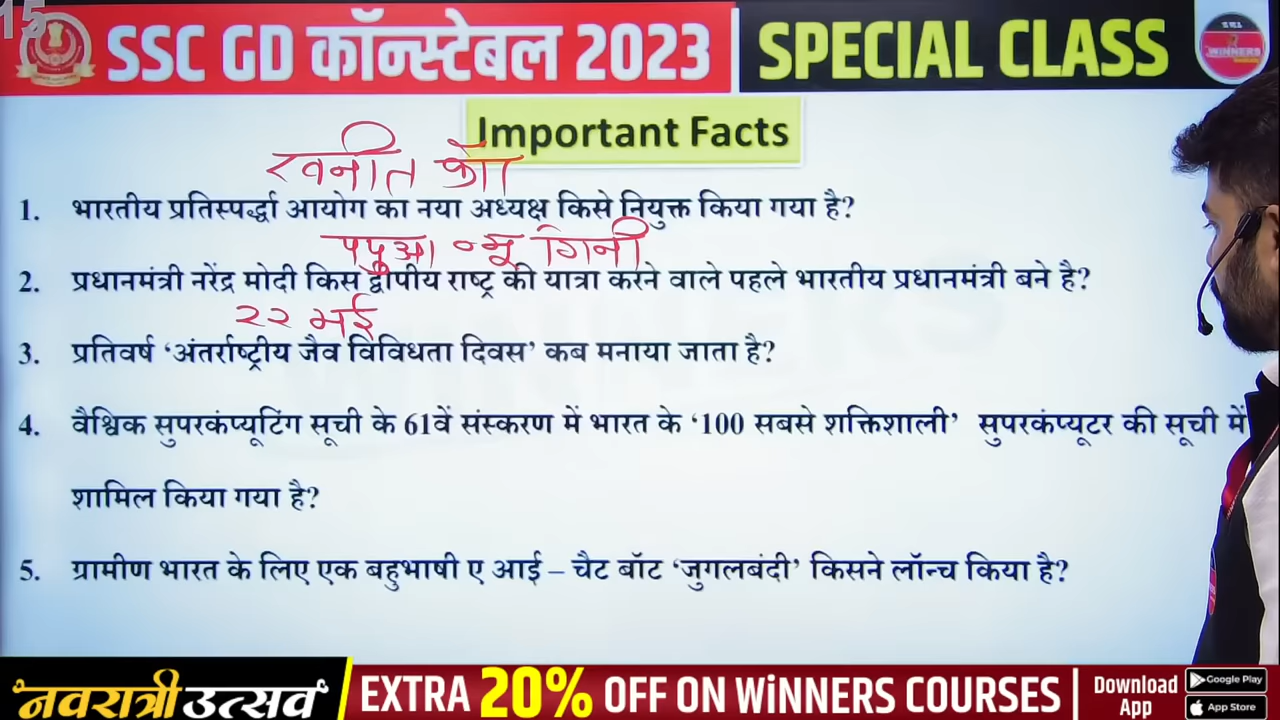 15
SSC GD कॉन्स्टेबल 2023 SPECIAL CLASS
WINNERS
Important Facts
रवनीत कौर
1. भारतीय प्रतिस्पर्द्धा आयोग का नया अध्यक्ष किसे नियुक्त किया गया है?
पपुआ न्यू गिनी
2. प्रधानमंत्री नरेंद्र मोदी किस द्वीपीय राष्ट्र की यात्रा करने वाले पहले भारतीय प्रधानमंत्री बने है?
२२ मई
3. प्रतिवर्ष ‘अंतर्राष्ट्रीय जैव विविधता दिवस’ कब मनाया जाता है?
4. वैश्विक सुपरकंप्यूटिंग सूची के 61वें संस्करण में भारत के ‘100 सबसे शक्तिशाली’ सुपरकंप्यूटर की सूची में
शामिल किया गया है?
5. ग्रामीण भारत के लिए एक बहुभाषी ए आई – चैट बॉट ‘जुगलबंदी’ किसने लॉन्च किया है?
नवरात्री उत्सव EXTRA 20% OFF ON WiNNERS COURSES Download App Google Play App Store